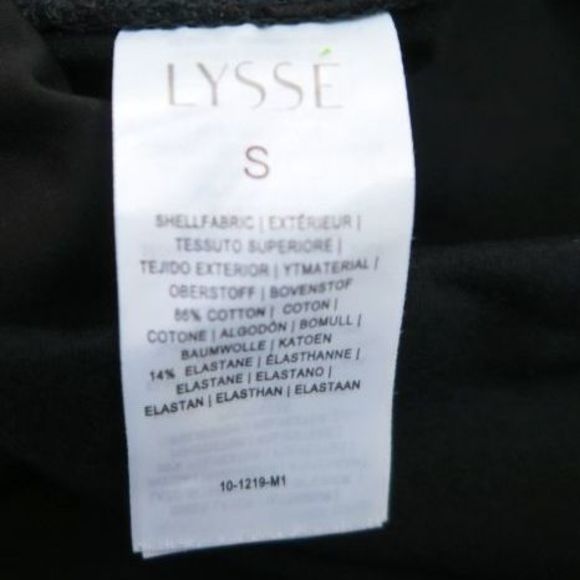 LYSSÉ
S
SHELLFABRIC | EXTÉRIEUR |
TESSUTO SUPERIORE |
TEJIDO EXTERIOR | YTMATERIAL |
OBERSTOFF | BOVENSTOF
86% COTTON | COTON |
COTONE | ALGODÓN | BOMULL |
BAUMWOLLE | KATOEN
14% ELASTANE | ÉLASTHANNE |
ELASTANE | ELASTANO |
ELASTAN | ELASTHAN | ELASTAAN
10-1219-M1